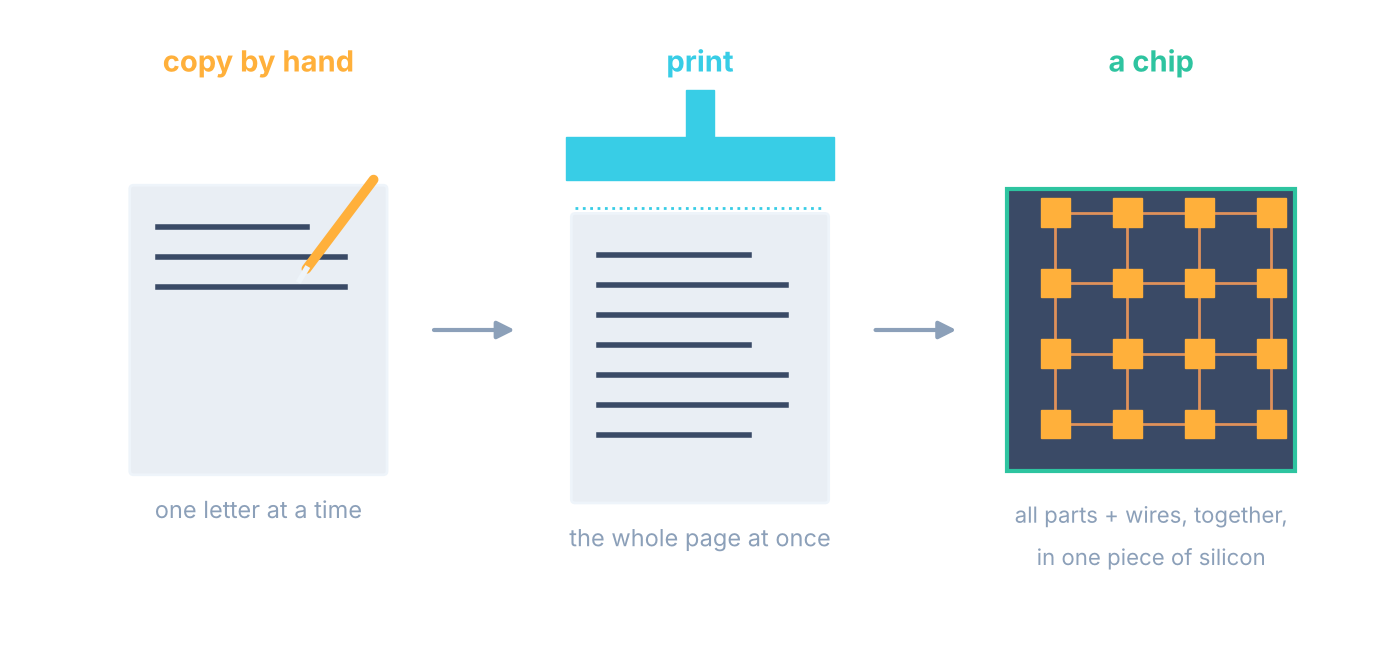 copy by hand
print
a chip
one letter at a time
the whole page at once
all parts + wires, together,
in one piece of silicon